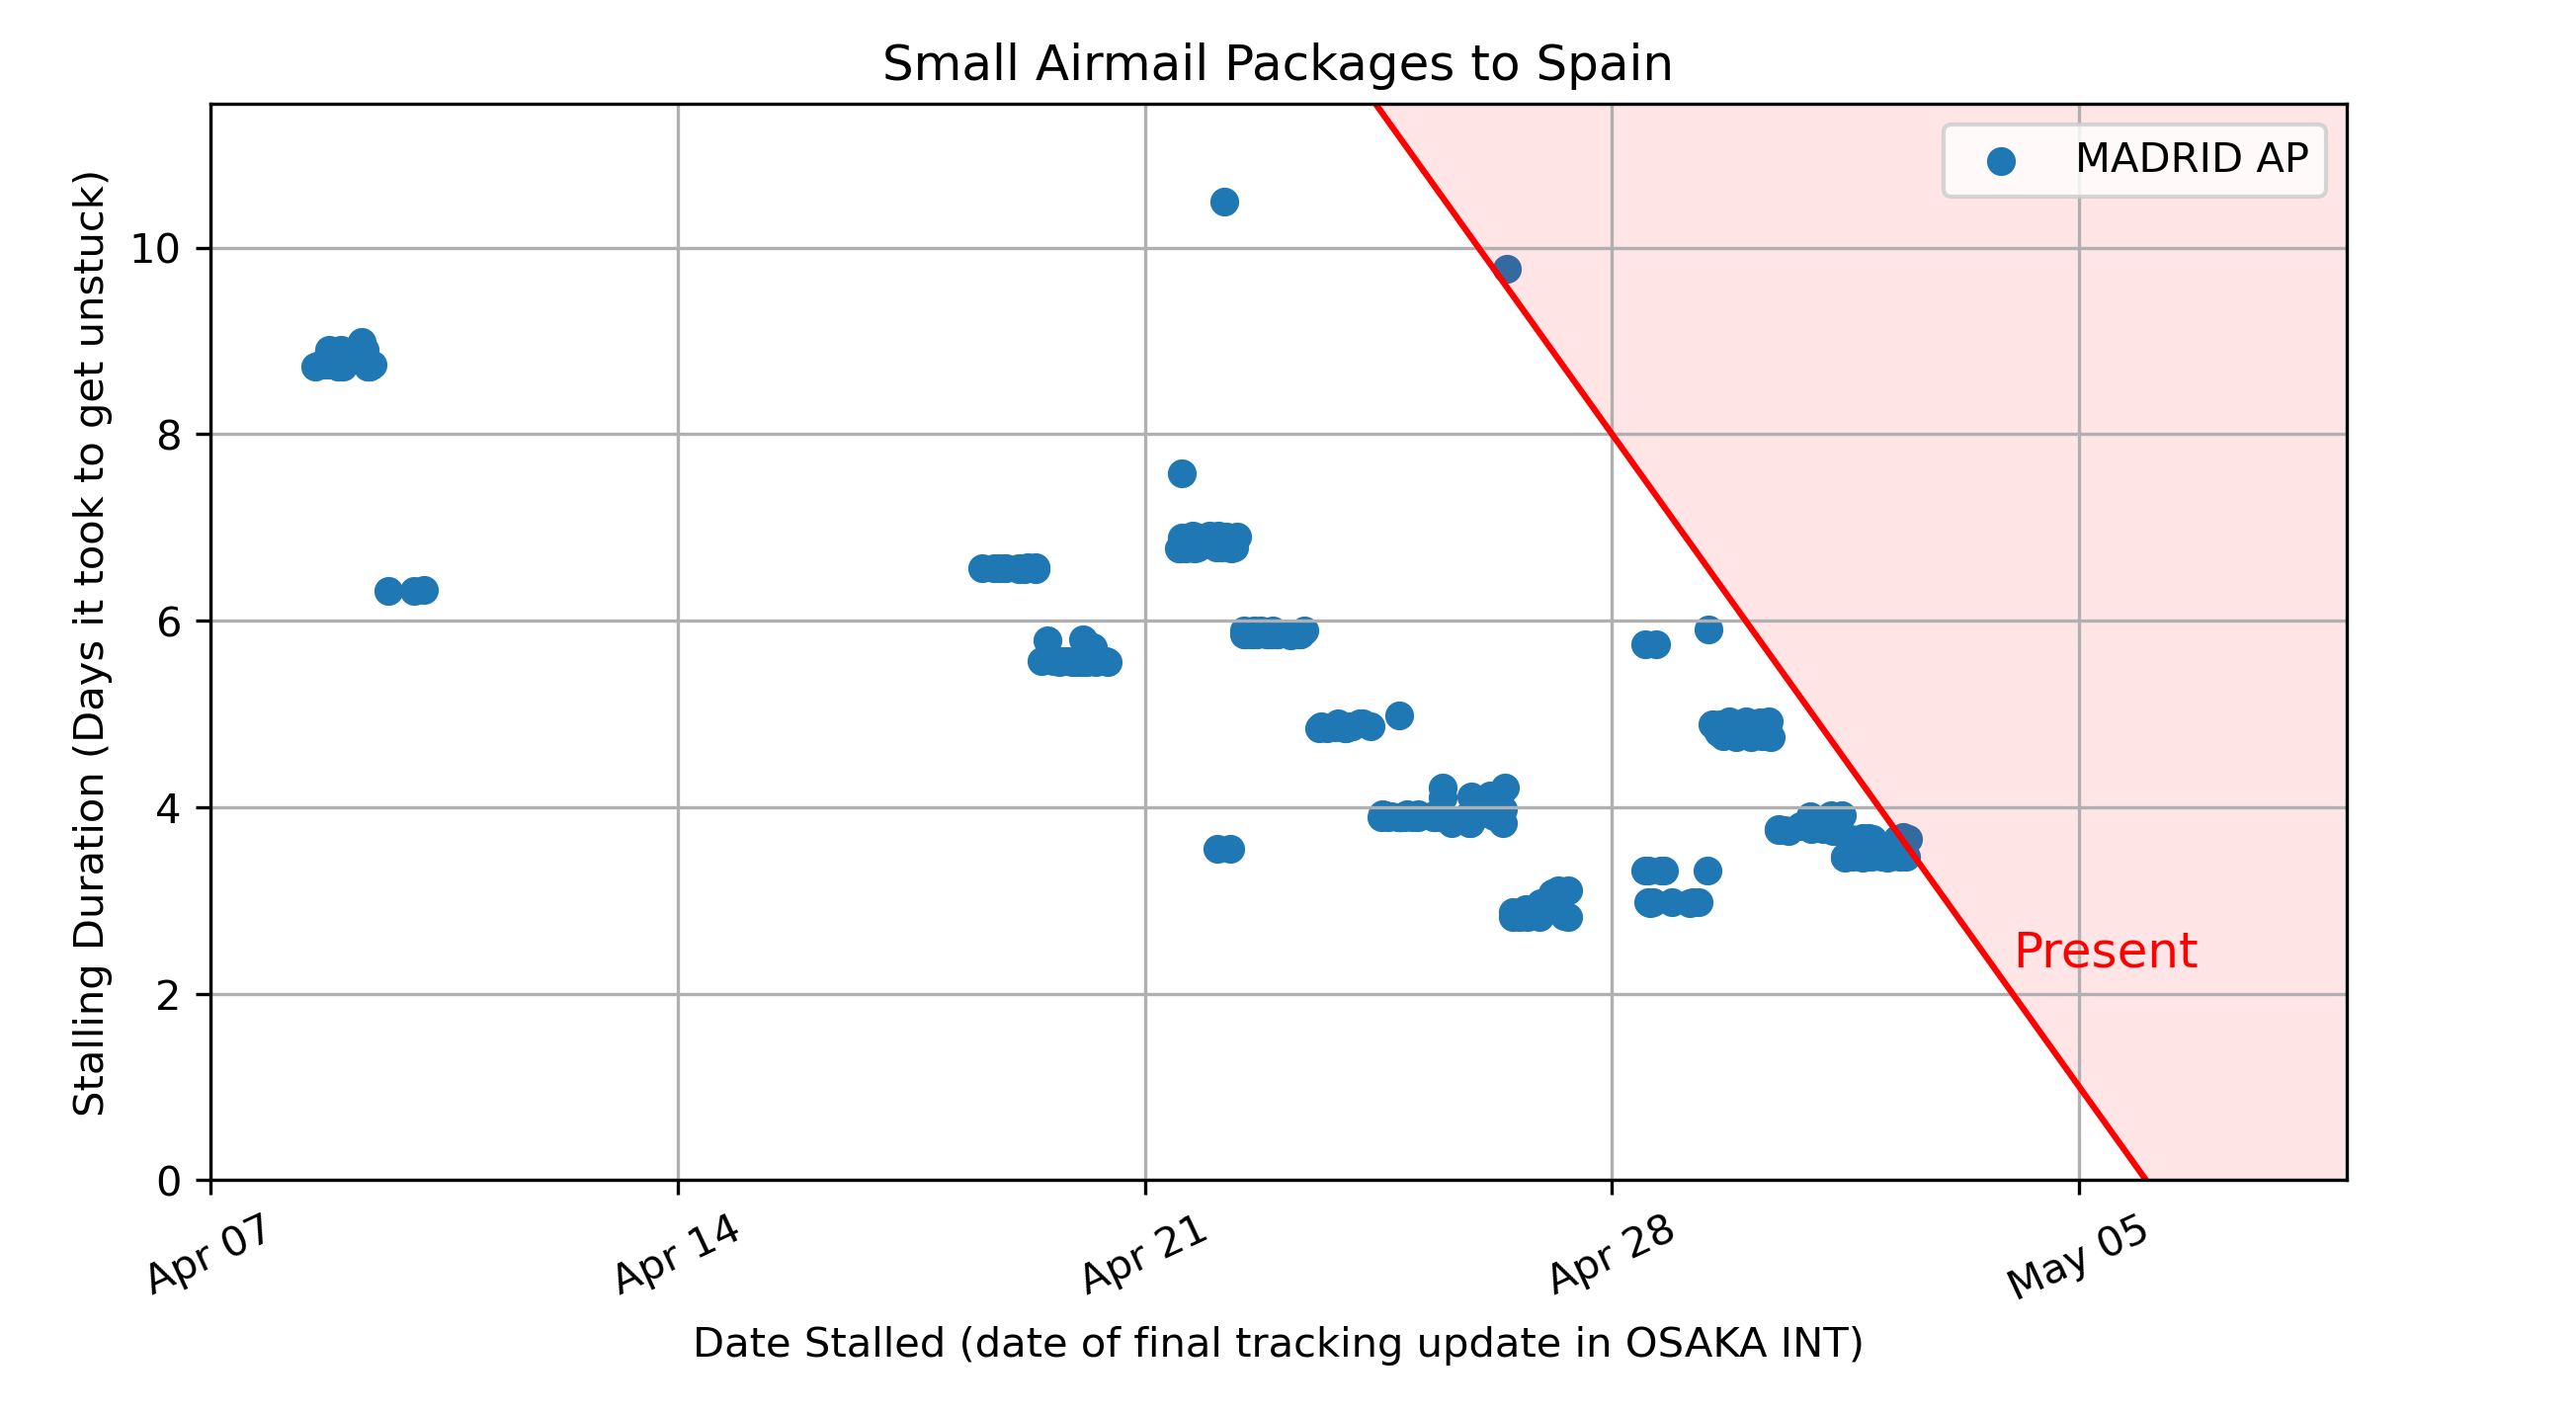 Small Airmail Packages to Spain
MADRID AP
Stalling Duration (Days it took to get unstuck)
10
8
6
4
2
0
Present
Apr 07
Apr 14
Apr 21
Apr 28
May 05
Date Stalled (date of final tracking update in OSAKA INT)